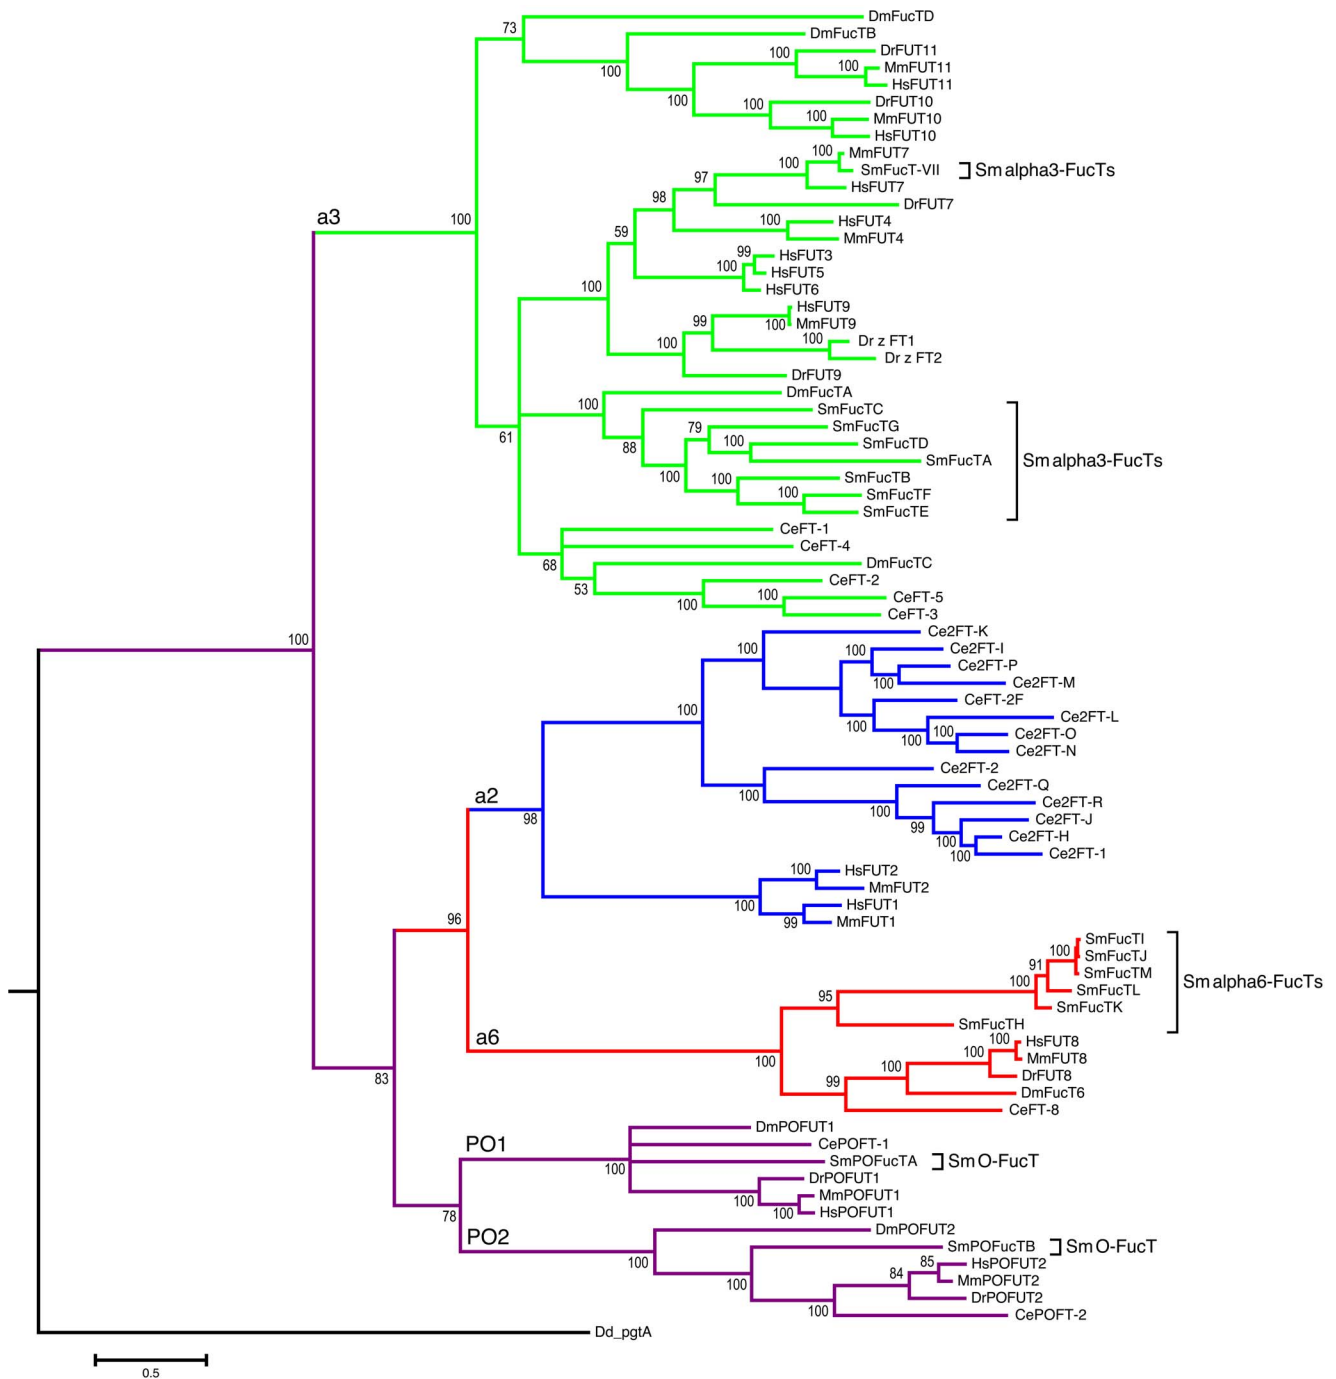 DmFucTD
73
DmFucTB
100
DrFUT11
100
MmFUT11
100
HsFUT11
100
DrFUT10
100
MmFUT10
100
HsFUT10
MmFUT7
100
SmFucT-VII
Sm alpha3-FucTs
100
HsFUT7
97
DrFUT7
98
HsFUT4
100
MmFUT4
a3
100
59
HsFUT3
99
HsFUT5
100
HsFUT6
100
HsFUT9
MmFUT9
100
99
Dr z FT1
100
Dr z FT2
100
DrFUT9
DmFucTA
100
SmFucTC
SmFucTG
79
61
88
SmFucTD
100
SmFucTA
Sm alpha3-FucTs
100
SmFucTB
100
SmFucTF
100
SmFucTE
CeFT-1
CeFT-4
68
DmFucTC
53
CeFT-2
100
CeFT-5
100
CeFT-3
100
Ce2FT-K
100
Ce2FT-I
100
Ce2FT-P
100
Ce2FT-M
CeFT-2F
100
100
Ce2FT-L
100
Ce2FT-O
100
Ce2FT-N
Ce2FT-2
100
Ce2FT-Q
100
a2
98
Ce2FT-R
99
Ce2FT-J
100
Ce2FT-H
100
Ce2FT-1
HsFUT2
100
MmFUT2
100
HsFUT1
99
MmFUT1
96
SmFucTI
100
SmFucTJ
91
SmFucTM
100
SmFucTL
SmFucTK
Sm alpha6-FucTs
95
SmFucTH
a6
100
HsFUT8
100
MmFUT8
100
DrFUT8
100
99
DmFucT6
CeFT-8
83
DmPOFUT1
PO1
CePOFT-1
100
SmPOFucTA
Sm O-FucT
DrPOFUT1
100
MmPOFUT1
100
HsPOFUT1
78
DmPOFUT2
PO2
100
SmPOFucTB
Sm O-FucT
100
HsPOFUT2
85
MmPOFUT2
84
DrPOFUT2
100
CePOFT-2
Dd_pgtA
0.5